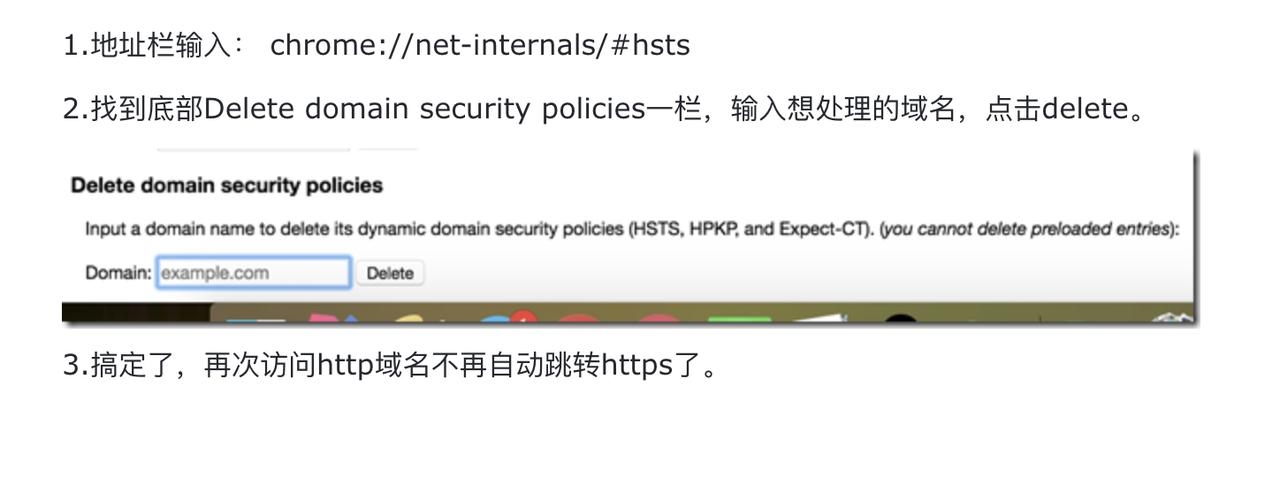 1.地址栏输入： chrome://net-internals/#hsts
2.找到底部Delete domain security policies一栏，输入想处理的域名，点击delete。
Delete domain security policies
Input a domain name to delete its dynamic domain security policies (HSTS, HPKP, and Expect-CT). (you cannot delete preloaded entries):
Domain: example.com Delete
3.搞定了，再次访问http域名不再自动跳转https了。